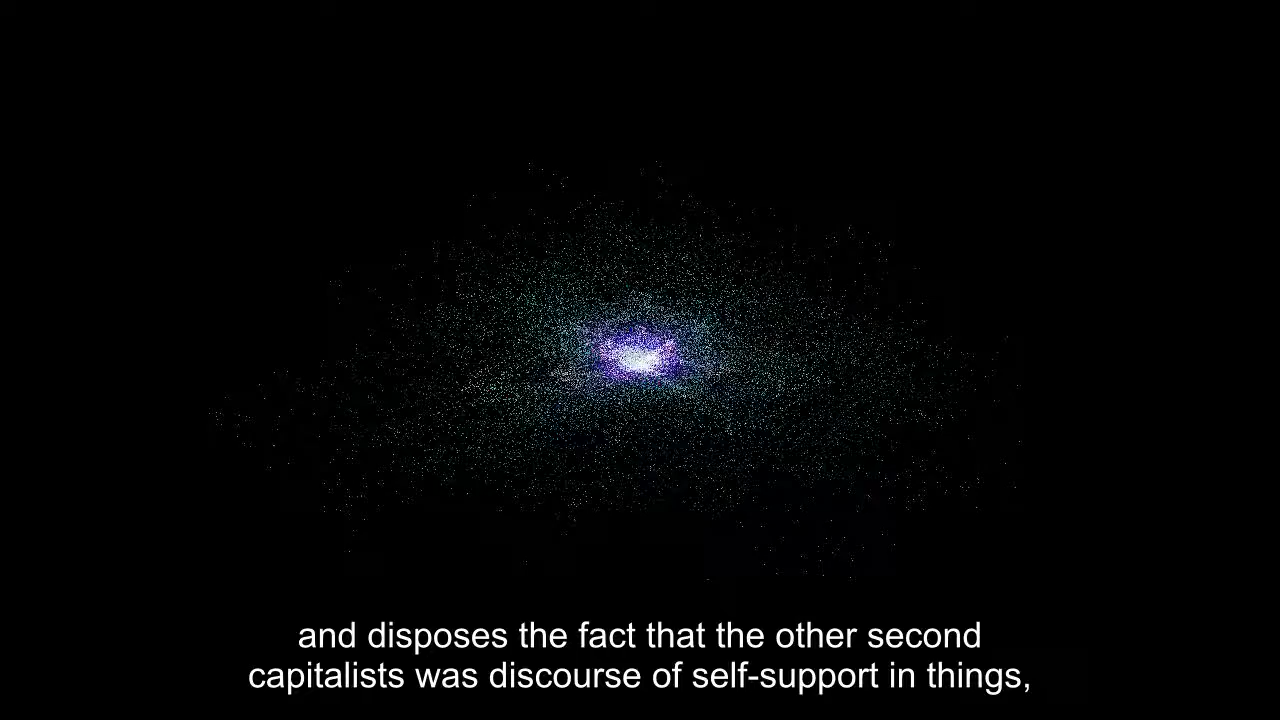 and disposes the fact that the other second
capitalists was discourse of self-support in things,